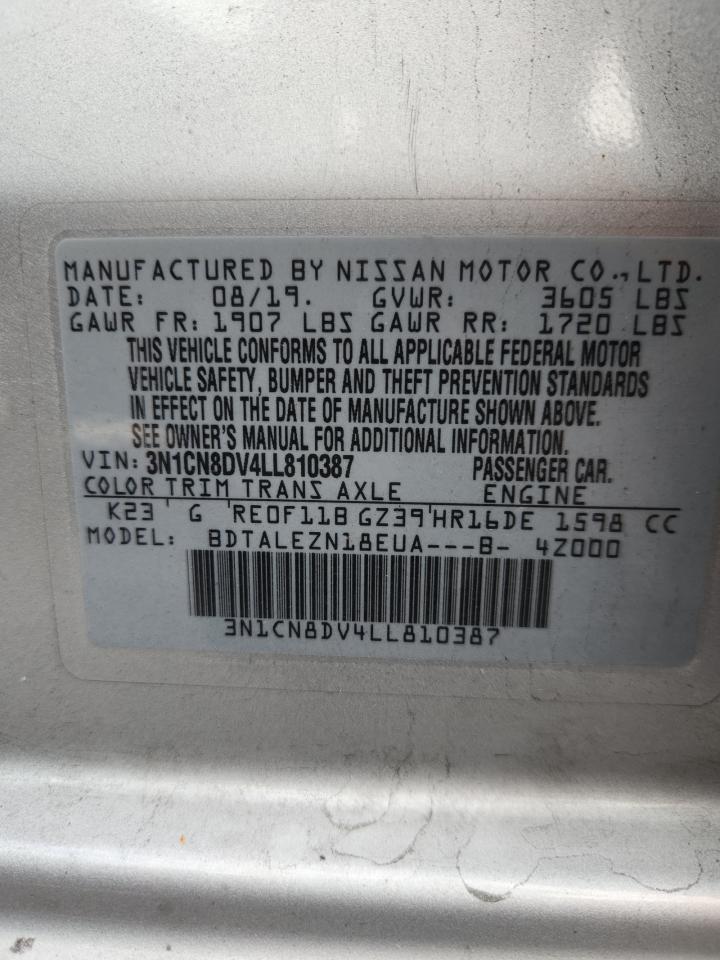 MANUFACTURED BY NISSAN MOTOR CO., LTD.
DATE: 08/19. GVWR: 3605 LBS
GAWR FR: 1907 LBS GAWR RR: 1720 LBS
THIS VEHICLE CONFORMS TO ALL APPLICABLE FEDERAL MOTOR
VEHICLE SAFETY, BUMPER AND THEFT PREVENTION STANDARDS
IN EFFECT ON THE DATE OF MANUFACTURE SHOWN ABOVE.
SEE OWNER'S MANUAL FOR ADDITIONAL INFORMATION.
VIN: 3N1CN8DV4LL810387 PASSENGER CAR.
COLOR TRIM TRANS AXLE ENGINE
K23 G RE0F11B GZ39 HR16DE 1598 CC
MODEL: BDTALEZN18EUA---B- 4Z000
3N1CN8DV4LL810387